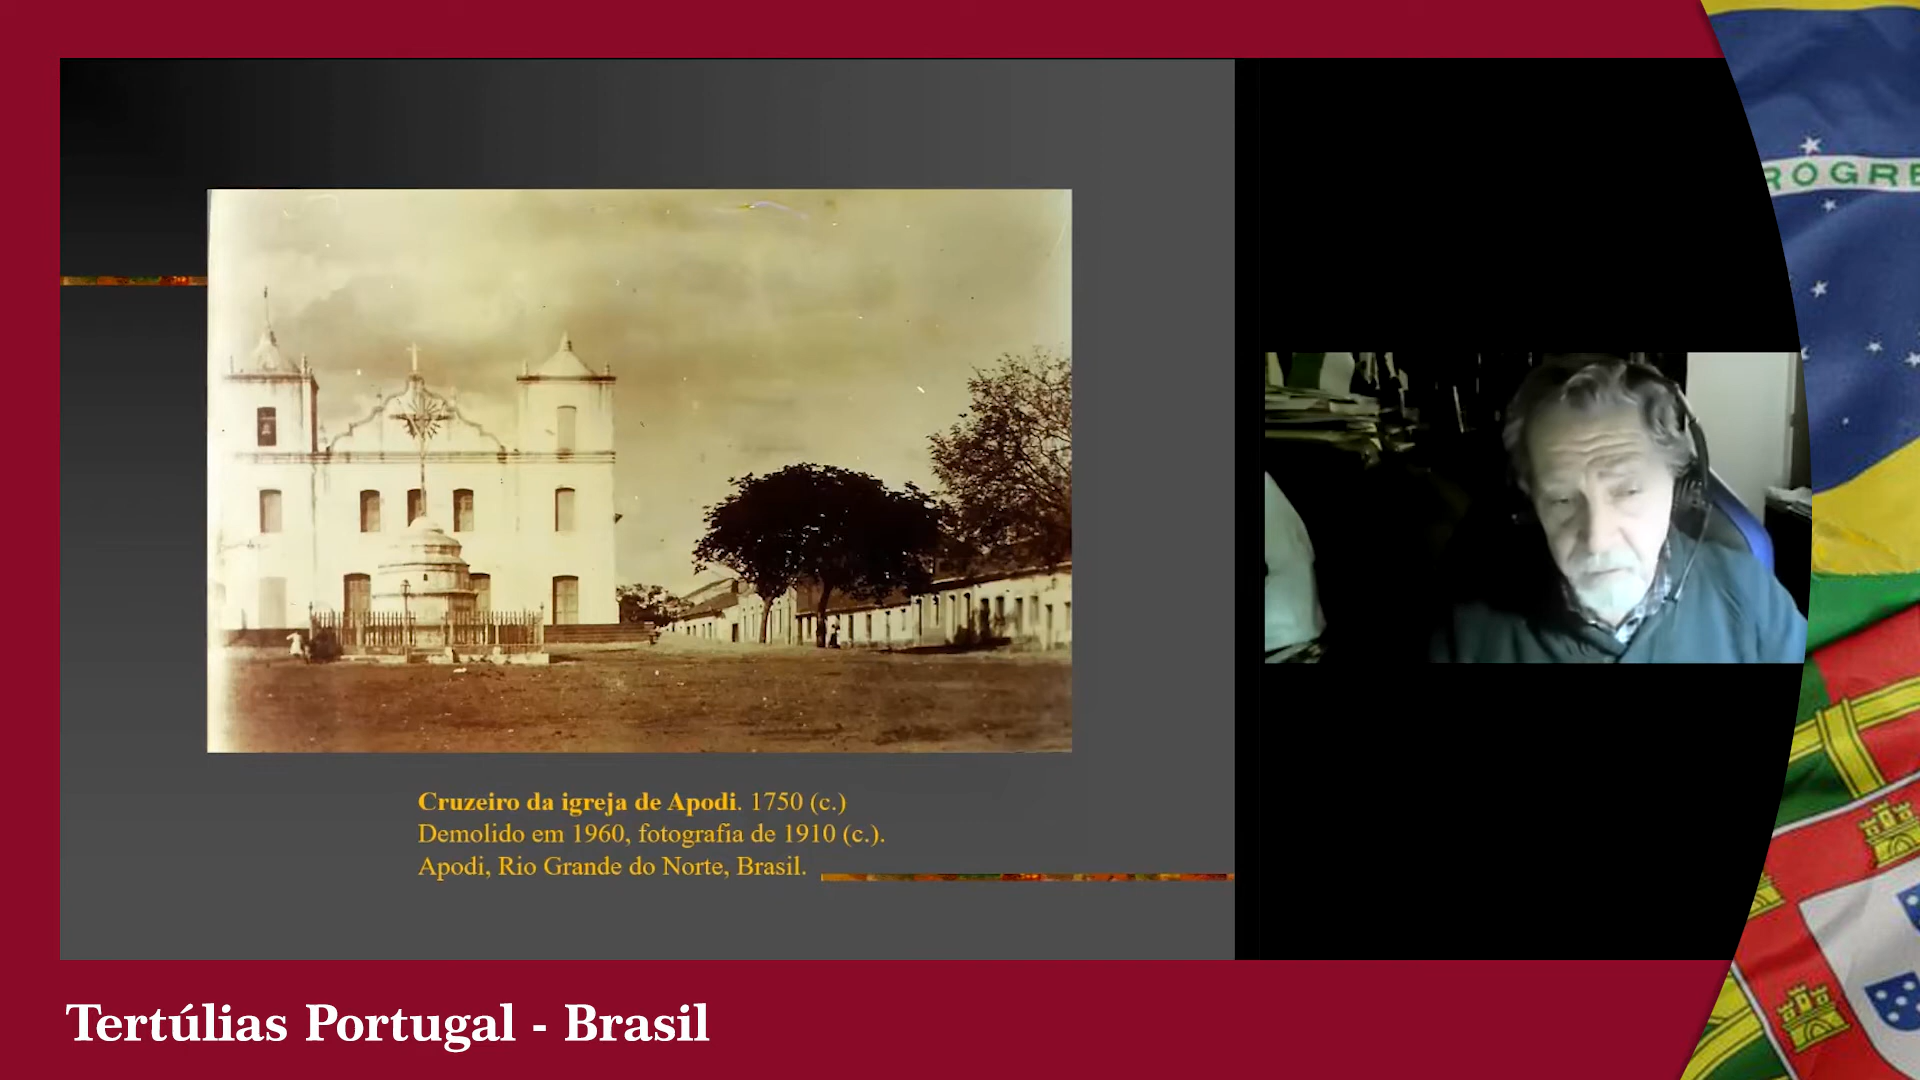 ROGRE
Cruzeiro da igreja de Apodi. 1750 (c.)
Demolido em 1960, fotografia de 1910 (c.).
Apodi, Rio Grande do Norte, Brasil.
Tertúlias Portugal - Brasil